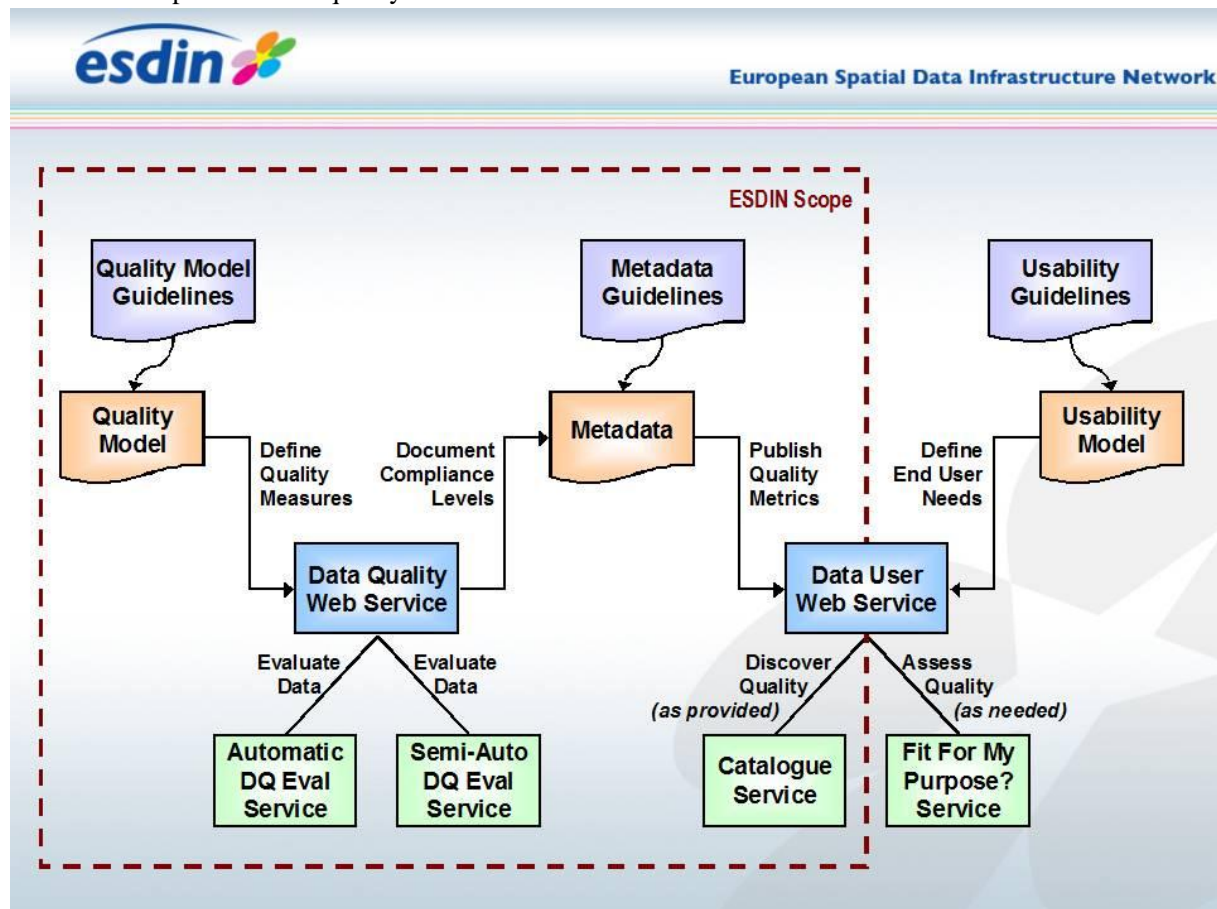 esdin
European Spatial Data Infrastructure Network
ESDIN Scope
Quality Model
Guidelines
Metadata
Guidelines
Usability
Guidelines
Quality
Model
Define
Quality
Measures
Document
Compliance
Levels
Metadata
Publish
Quality
Metrics
Define
End User
Needs
Usability
Model
Data Quality
Web Service
Data User
Web Service
Evaluate
Data
Evaluate
Data
Discover
Quality
(as provided)
Assess
Quality
(as needed)
Automatic
DQ Eval
Service
Semi-Auto
DQ Eval
Service
Catalogue
Service
Fit For My
Purpose?
Service